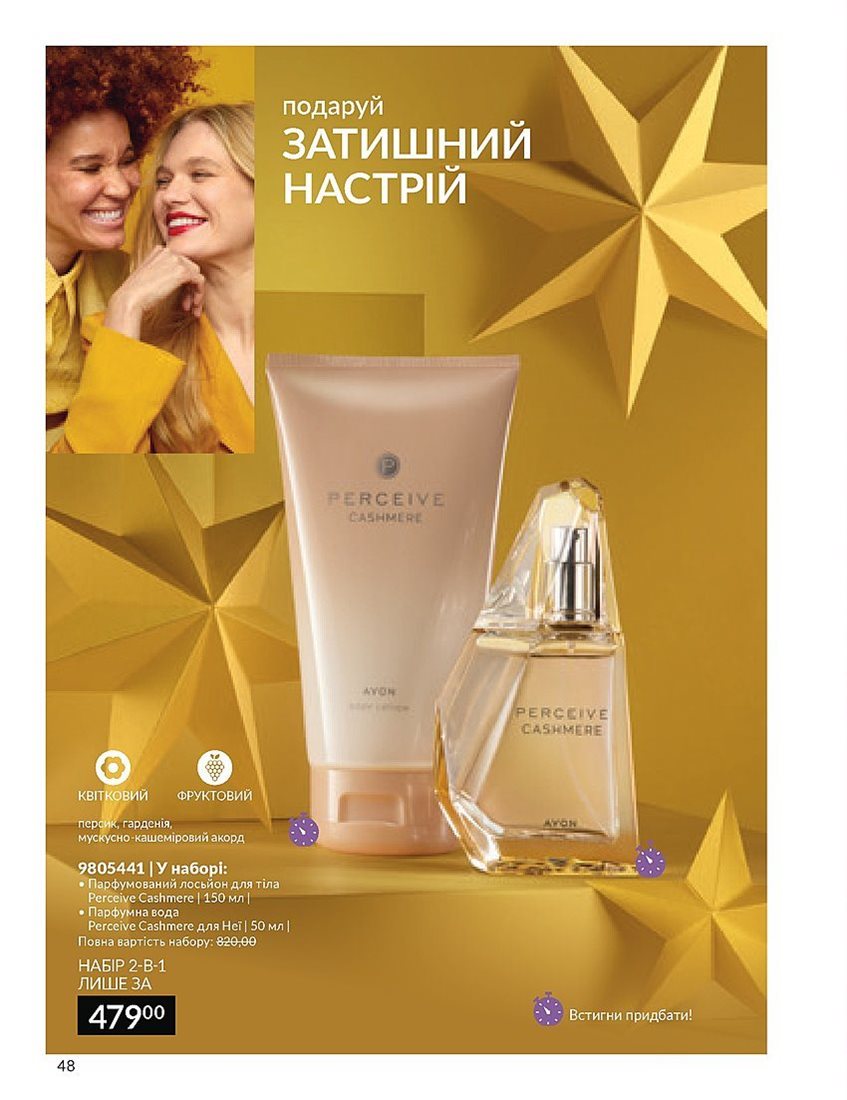 подаруй
ЗАТИШНИЙ
НАСТРІЙ
P
PERCEIVE
CASHMERE
AVON
PERCEIVE
CASHMERE
AVON
КВІТКОВИЙ
ФРУКТОВИЙ
персик, гарденія,
мускусно-кашеміровий акорд
9805441 | У наборі:
• Парфумований лосьйон для тіла
Perceive Cashmere | 150 мл |
• Парфумна вода
Perceive Cashmere для Неї | 50 мл |
Повна вартість набору: 820,00
НАБІР 2-В-1
ЛИШЕ ЗА
479⁰⁰
Встигни придбати!
48